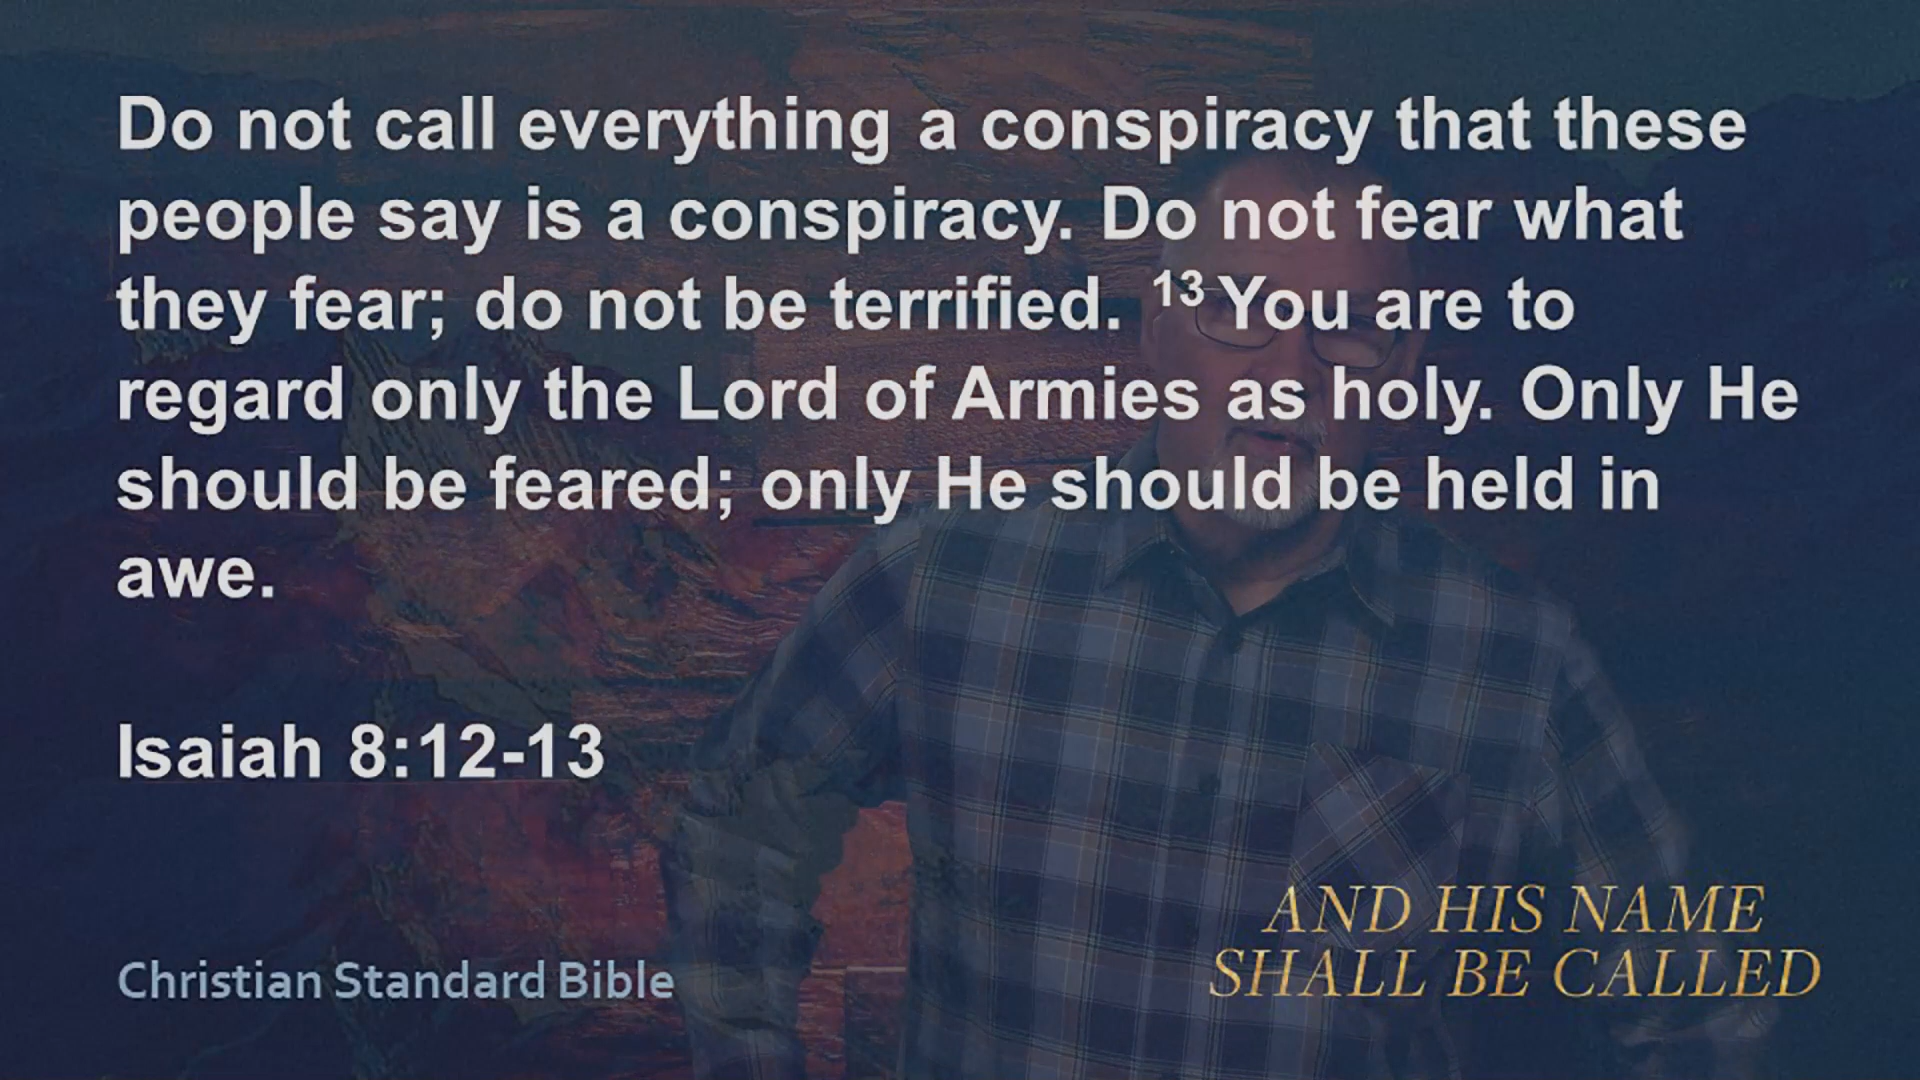 Do not call everything a conspiracy that these
people say is a conspiracy. Do not fear what
they fear; do not be terrified. 13 You are to
regard only the Lord of Armies as holy. Only He
should be feared; only He should be held in
awe.
Isaiah 8:12-13
Christian Standard Bible
AND HIS NAME
SHALL BE CALLED